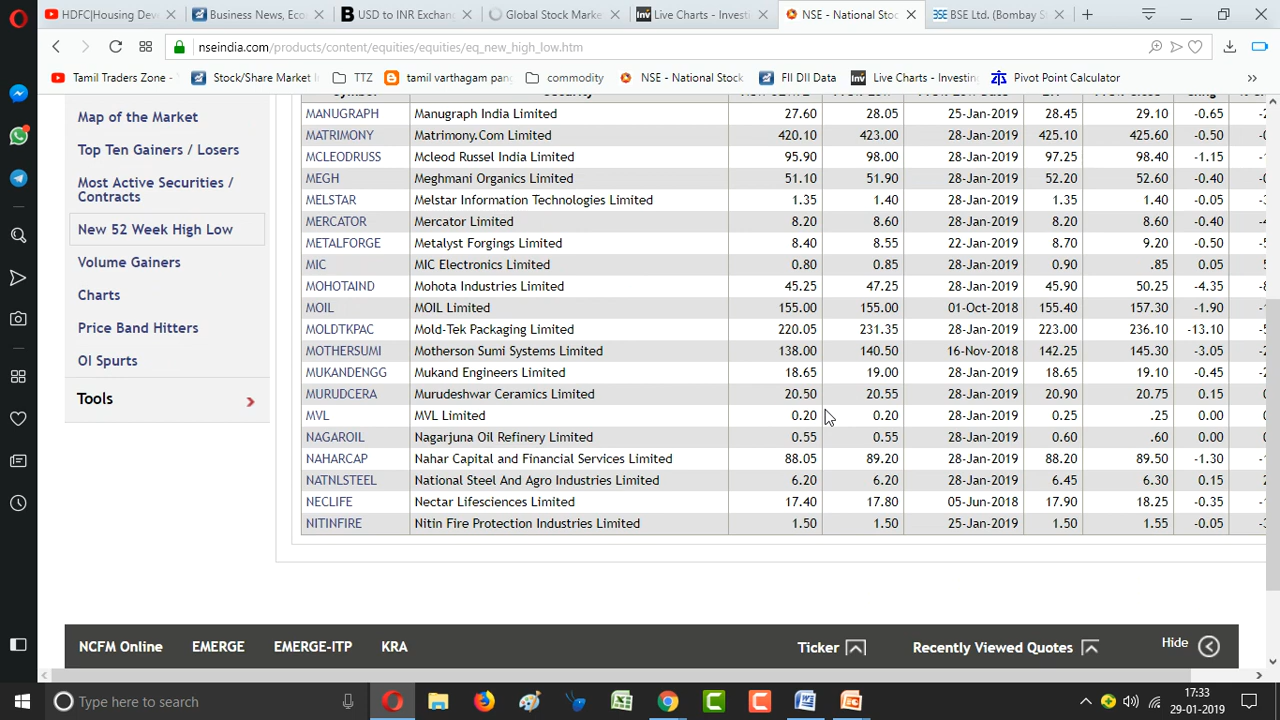 HDFC|Housing Dev
Business News, Eco
USD to INR Exchan
Global Stock Marke
Live Charts - Investi
NSE - National Stoc
BSE Ltd. (Bombay S
nseindia.com/products/content/equities/equities/eq_new_high_low.htm
Tamil Traders Zone -
Stock/Share Market
TTZ
tamil varthagam pan
commodity
NSE - National Stock
FII DII Data
Live Charts - Investin
Pivot Point Calculator
Map of the Market
Top Ten Gainers / Losers
Most Active Securities /
Contracts
New 52 Week High Low
Volume Gainers
Charts
Price Band Hitters
OI Spurts
Tools
MANUGRAPH Manugraph India Limited 27.60 28.05 25-Jan-2019 28.45 29.10 -0.65
MATRIMONY Matrimony.Com Limited 420.10 423.00 28-Jan-2019 425.10 425.60 -0.50
MCLEODRUSS Mcleod Russel India Limited 95.90 98.00 28-Jan-2019 97.25 98.40 -1.15
MEGH Meghmani Organics Limited 51.10 51.90 28-Jan-2019 52.20 52.60 -0.40
MELSTAR Melstar Information Technologies Limited 1.35 1.40 28-Jan-2019 1.35 1.40 -0.05
MERCATOR Mercator Limited 8.20 8.60 28-Jan-2019 8.20 8.60 -0.40
METALFORGE Metalyst Forgings Limited 8.40 8.55 22-Jan-2019 8.70 9.20 -0.50
MIC MIC Electronics Limited 0.80 0.85 28-Jan-2019 0.90 .85 0.05
MOHOTAIND Mohota Industries Limited 45.25 47.25 28-Jan-2019 45.90 50.25 -4.35
MOIL MOIL Limited 155.00 155.00 01-Oct-2018 155.40 157.30 -1.90
MOLDTKPAC Mold-Tek Packaging Limited 220.05 231.35 28-Jan-2019 223.00 236.10 -13.10
MOTHERSUMI Motherson Sumi Systems Limited 138.00 140.50 16-Nov-2018 142.25 145.30 -3.05
MUKANDENGG Mukand Engineers Limited 18.65 19.00 28-Jan-2019 18.65 19.10 -0.45
MURUDCERA Murudeshwar Ceramics Limited 20.50 20.55 28-Jan-2019 20.90 20.75 0.15
MVL MVL Limited 0.20 0.20 28-Jan-2019 0.25 .25 0.00
NAGAROIL Nagarjuna Oil Refinery Limited 0.55 0.55 28-Jan-2019 0.60 .60 0.00
NAHARCAP Nahar Capital and Financial Services Limited 88.05 89.20 28-Jan-2019 88.20 89.50 -1.30
NATNLSTEEL National Steel And Agro Industries Limited 6.20 6.20 28-Jan-2019 6.45 6.30 0.15
NECLIFE Nectar Lifesciences Limited 17.40 17.80 05-Jun-2018 17.90 18.25 -0.35
NITINFIRE Nitin Fire Protection Industries Limited 1.50 1.50 25-Jan-2019 1.50 1.55 -0.05
NCFM Online EMERGE EMERGE-ITP KRA Ticker Recently Viewed Quotes Hide
Type here to search
17:33
29-01-2019